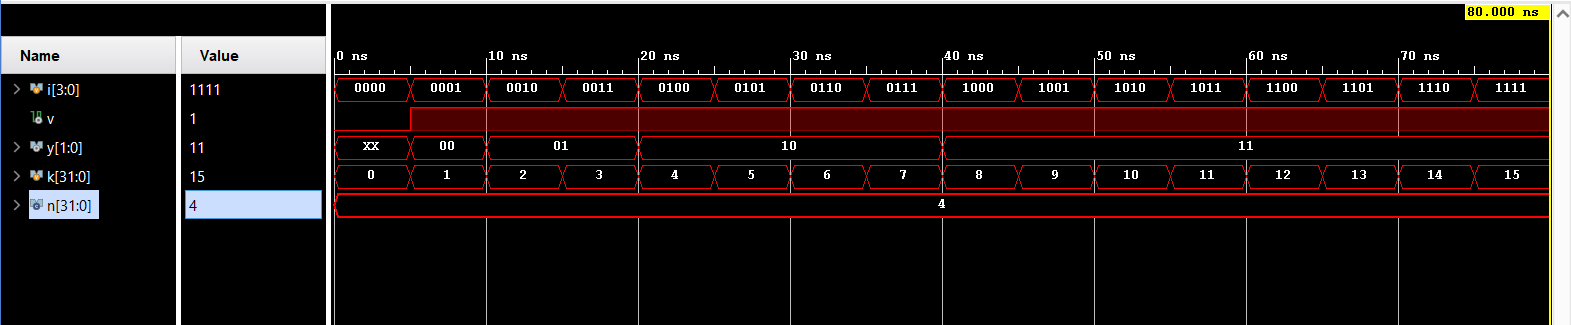 80.000 ns
Name Value
0 ns 10 ns 20 ns 30 ns 40 ns 50 ns 60 ns 70 ns
i[3:0] 1111 0000 0001 0010 0011 0100 0101 0110 0111 1000 1001 1010 1011 1100 1101 1110 1111
v 1
y[1:0] 11 XX 00 01 10 11
k[31:0] 15 0 1 2 3 4 5 6 7 8 9 10 11 12 13 14 15
n[31:0] 4 4